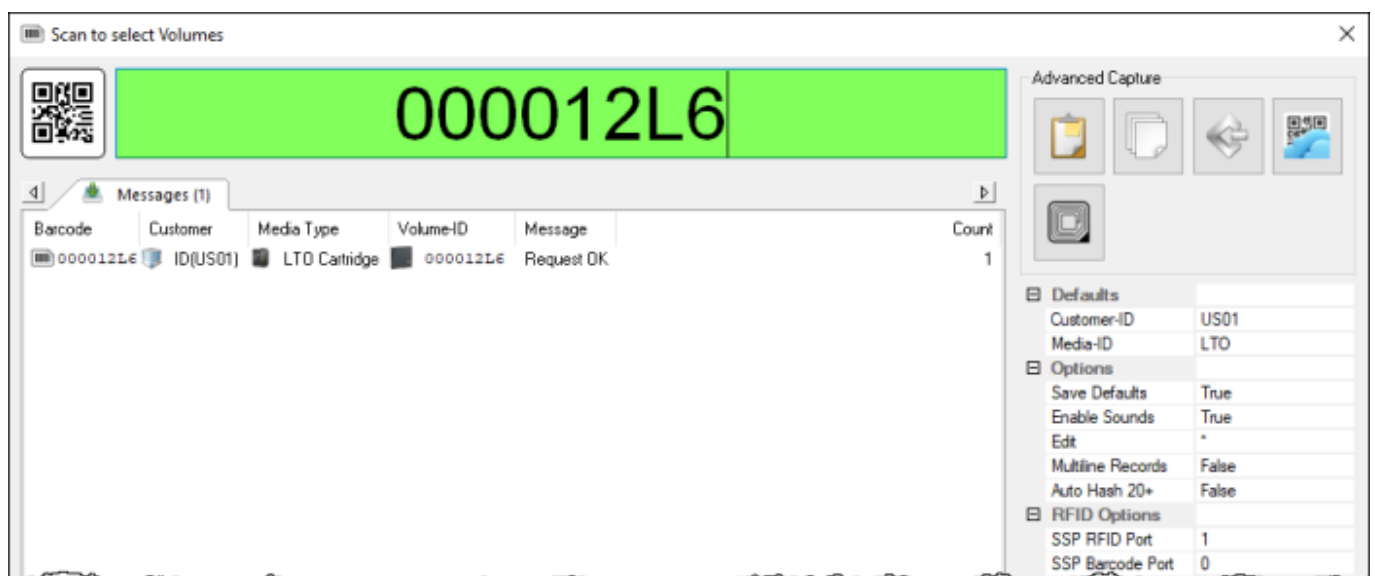 Scan to select Volumes
000012L6
Advanced Capture
Messages (1)
Barcode Customer Media Type Volume-ID Message Count
000012L6 ID(US01) LTO Cartridge 000012L6 Request OK 1
Defaults
Customer-ID US01
Media-ID LTO
Options
Save Defaults True
Enable Sounds True
Edit *
Multiline Records False
Auto Hash 20+ False
RFID Options
SSP RFID Port 1
SSP Barcode Port 0